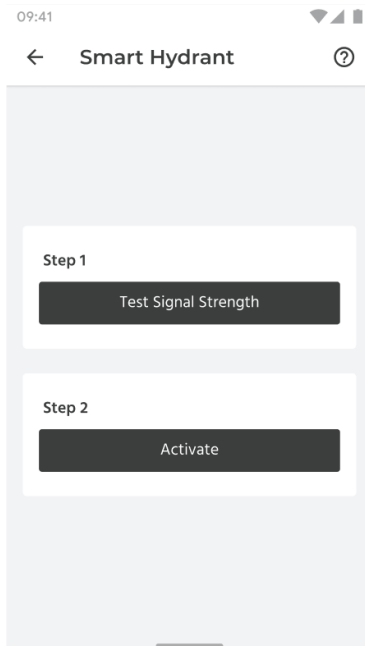 09:41
Smart Hydrant
Step 1
Test Signal Strength
Step 2
Activate